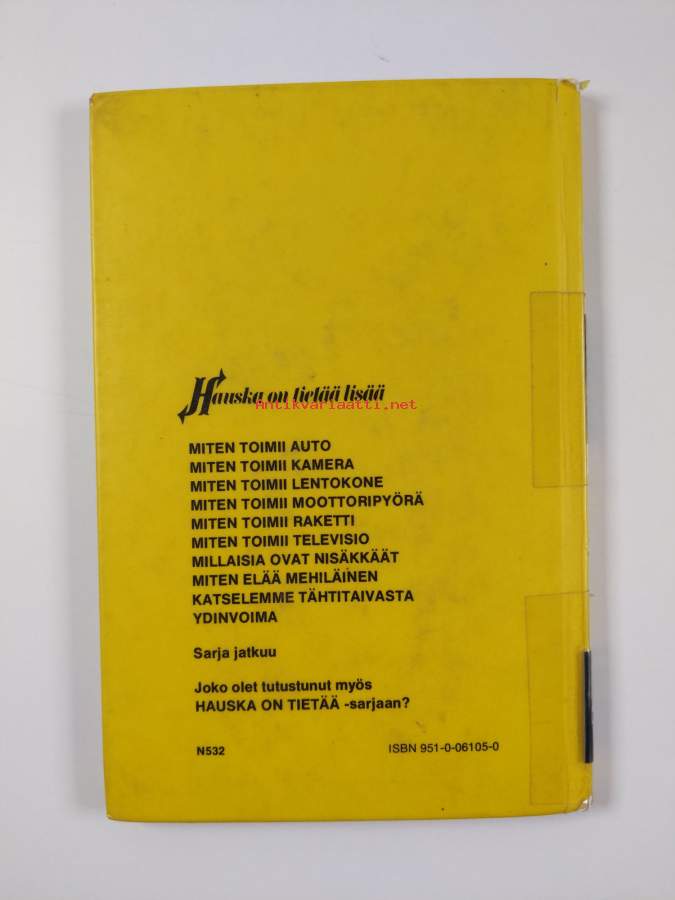 Hauska on tietää lisää
Antikvariaatti.net
MITEN TOIMII AUTO
MITEN TOIMII KAMERA
MITEN TOIMII LENTOKONE
MITEN TOIMII MOOTTORIPYÖRÄ
MITEN TOIMII RAKETTI
MITEN TOIMII TELEVISIO
MILLAISIA OVAT NISÄKKÄÄT
MITEN ELÄÄ MEHILÄINEN
KATSELEMME TÄHTITAIVASTA
YDINVOIMA
Sarja jatkuu
Joko olet tutustunut myös
HAUSKA ON TIETÄÄ -sarjaan?
N532 ISBN 951-0-06105-0